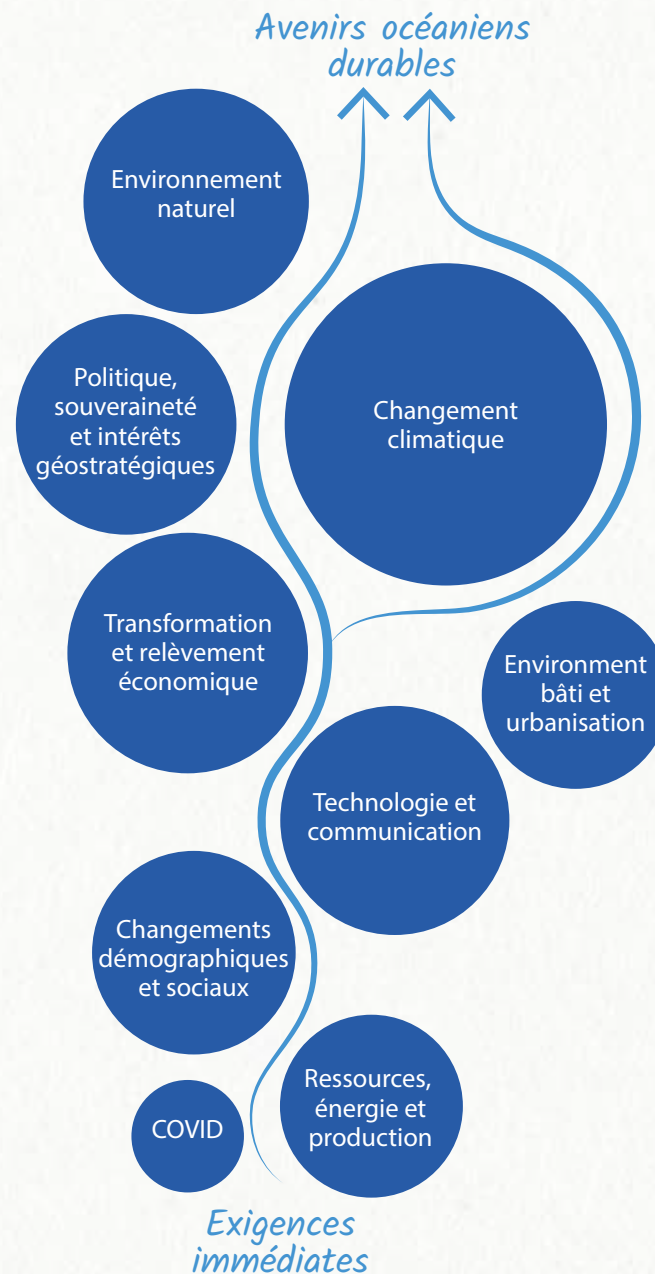 Avenirs océaniens
durables
Environnement
naturel
Politique,
souveraineté
et intérêts
géostratégiques
Changement
climatique
Transformation
et relèvement
économique
Environment
bâti et
urbanisation
Technologie et
communication
Changements
démographiques
et sociaux
Ressources,
énergie et
production
COVID
Exigences
immédiates